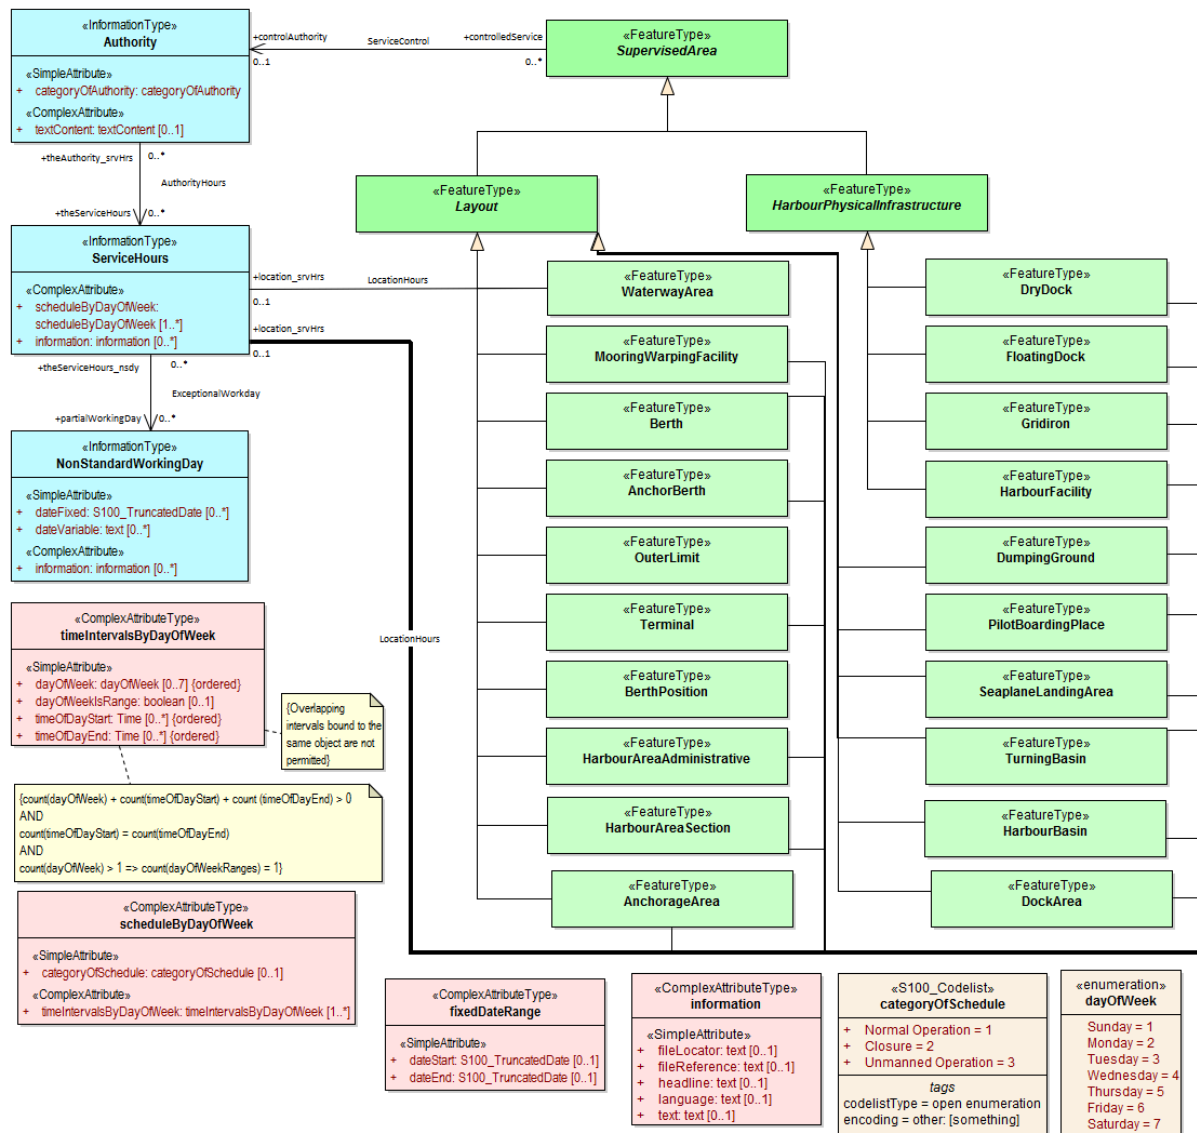 «InformationType»
Authority
«SimpleAttribute»
+ categoryOfAuthority: categoryOfAuthority
«ComplexAttribute»
+ textContent: textContent [0..1]
+controlAuthority
ServiceControl
+controlledService
0..1
0..*
«FeatureType»
SupervisedArea
+theAuthority_srvHrs
0..*
AuthorityHours
+theServiceHours
0..*
«FeatureType»
Layout
«FeatureType»
HarbourPhysicalInfrastructure
«InformationType»
ServiceHours
«ComplexAttribute»
+ scheduleByDayOfWeek:
scheduleByDayOfWeek [1..*]
+ information: information [0..*]
+location_srvHrs
LocationHours
0..1
+location_srvHrs
0..1
+theServiceHours_nsdy
0..*
ExceptionalWorkday
+partialWorkingDay
0..*
«InformationType»
NonStandardWorkingDay
«SimpleAttribute»
+ dateFixed: S100_TruncatedDate [0..*]
+ dateVariable: text [0..*]
«ComplexAttribute»
+ information: information [0..*]
«FeatureType»
WaterwayArea
«FeatureType»
MooringWarpingFacility
«FeatureType»
Berth
«FeatureType»
AnchorBerth
«FeatureType»
OuterLimit
«FeatureType»
Terminal
«FeatureType»
BerthPosition
«FeatureType»
HarbourAreaAdministrative
«FeatureType»
HarbourAreaSection
«FeatureType»
AnchorageArea
«FeatureType»
DryDock
«FeatureType»
FloatingDock
«FeatureType»
Gridiron
«FeatureType»
HarbourFacility
«FeatureType»
DumpingGround
«FeatureType»
PilotBoardingPlace
«FeatureType»
SeaplaneLandingArea
«FeatureType»
TurningBasin
«FeatureType»
HarbourBasin
«FeatureType»
DockArea
LocationHours
«ComplexAttributeType»
timeIntervalsByDayOfWeek
«SimpleAttribute»
+ dayOfWeek: dayOfWeek [0..7] {ordered}
+ dayOfWeekIsRange: boolean [0..1]
+ timeOfDayStart: Time [0..*] {ordered}
+ timeOfDayEnd: Time [0..*] {ordered}
{Overlapping
intervals bound to the
same object are not
permitted}
{count(dayOfWeek) + count(timeOfDayStart) + count (timeOfDayEnd) > 0
AND
count(timeOfDayStart) = count(timeOfDayEnd)
AND
count(dayOfWeek) > 1 => count(dayOfWeekRanges) = 1}
«ComplexAttributeType»
scheduleByDayOfWeek
«SimpleAttribute»
+ categoryOfSchedule: categoryOfSchedule [0..1]
«ComplexAttribute»
+ timeIntervalsByDayOfWeek: timeIntervalsByDayOfWeek [1..*]
«ComplexAttributeType»
fixedDateRange
«SimpleAttribute»
+ dateStart: S100_TruncatedDate [0..1]
+ dateEnd: S100_TruncatedDate [0..1]
«ComplexAttributeType»
information
«SimpleAttribute»
+ fileLocator: text [0..1]
+ fileReference: text [0..1]
+ headline: text [0..1]
+ language: text [0..1]
+ text: text [0..1]
«S100_Codelist»
categoryOfSchedule
+ Normal Operation = 1
+ Closure = 2
+ Unmanned Operation = 3
tags
codelistType = open enumeration
encoding = other: [something]
«enumeration»
dayOfWeek
Sunday = 1
Monday = 2
Tuesday = 3
Wednesday = 4
Thursday = 5
Friday = 6
Saturday = 7